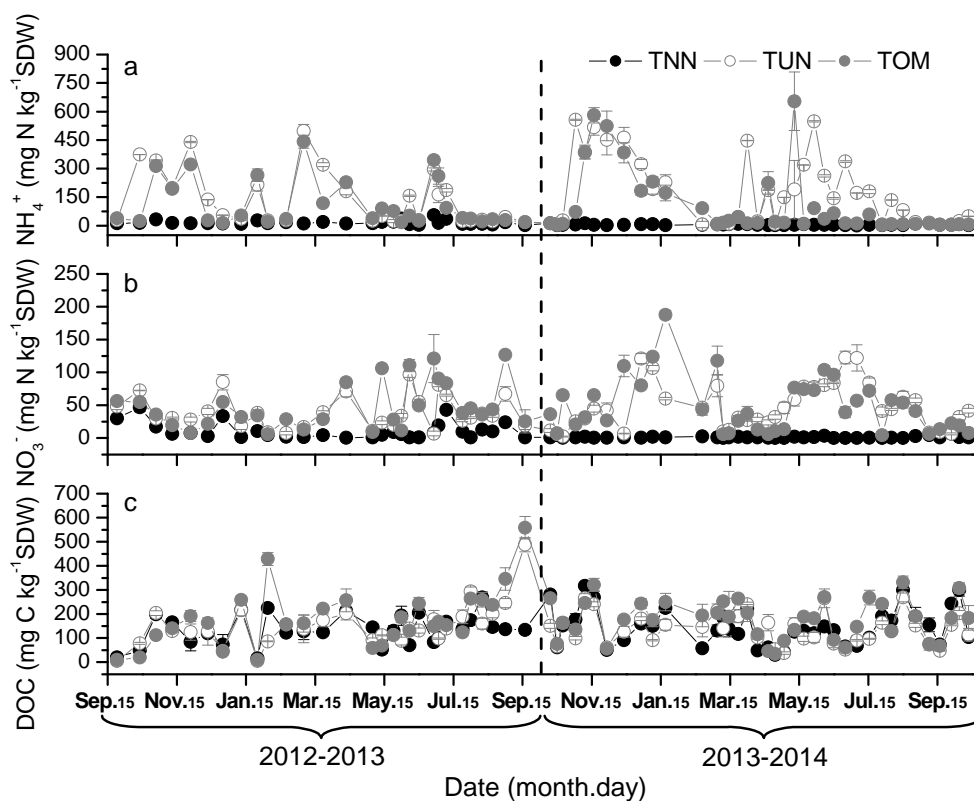 TNN TUN TOM
a
900
750
600
450
300
150
0
NH₄⁺ (mg N kg⁻¹SDW)
b
250
200
150
100
50
0
NO₃⁻ (mg N kg⁻¹SDW)
c
700
600
500
400
300
200
100
0
DOC (mg C kg⁻¹SDW)
Sep.15 Nov.15 Jan.15 Mar.15 May.15 Jul.15 Sep.15 Nov.15 Jan.15 Mar.15 May.15 Jul.15 Sep.15
2012-2013 2013-2014
Date (month.day)